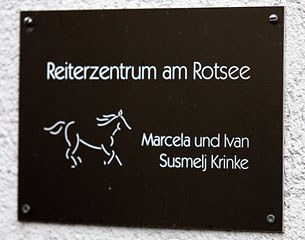 Reiterzentrum am Rotsee
Marcela und Ivan
Susmelj Krinke